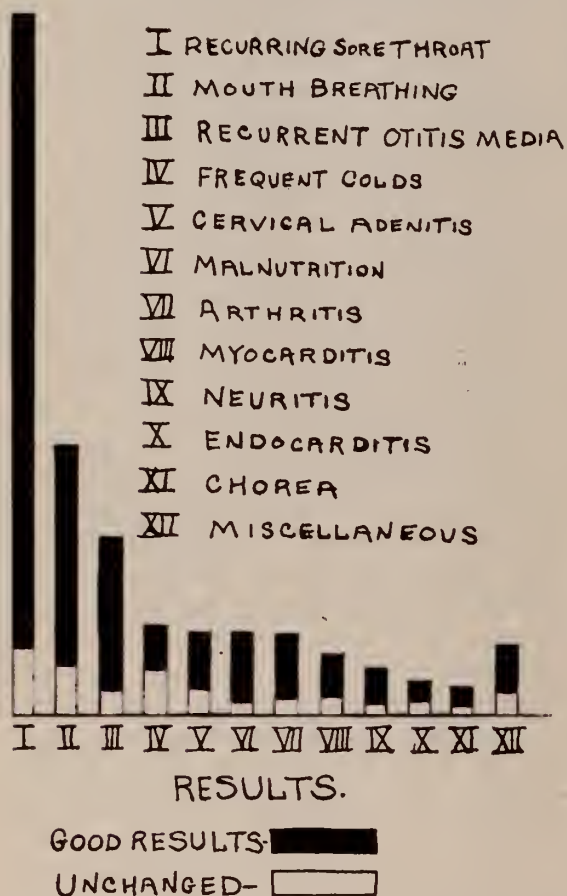 I RECURRING SORE THROAT
II MOUTH BREATHING
III RECURRENT OTITIS MEDIA
IV FREQUENT COLDS
V CERVICAL ADENITIS
VI MALNUTRITION
VII ARTHRITIS
VIII MYOCARDITIS
IX NEURITIS
X ENDOCARDITIS
XI CHOREA
XII MISCELLANEOUS
I II III IV V VI VII VIII IX X XI XII
RESULTS.
GOOD RESULTS-
UNCHANGED-